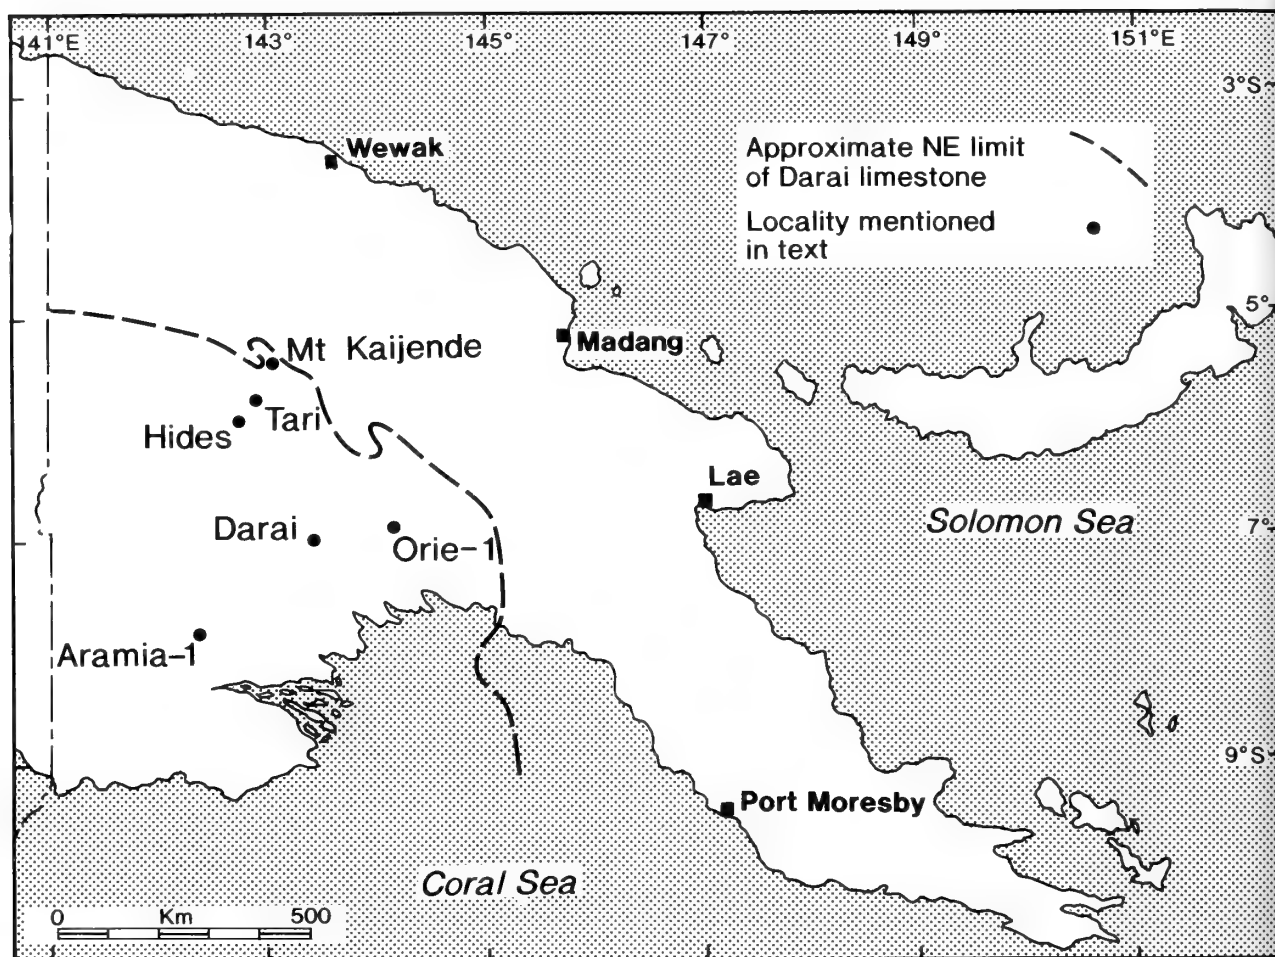 141°E 143° 145° 147° 149° 151°E
3°S
Wewak
Approximate NE limit
of Darai limestone
Locality mentioned
in text
5°
Mt Kaijende
Madang
Tari
Hides
Lae
Solomon Sea
7°
Darai
Orie-1
Aramia-1
9°S
Port Moresby
Coral Sea
0 Km 500